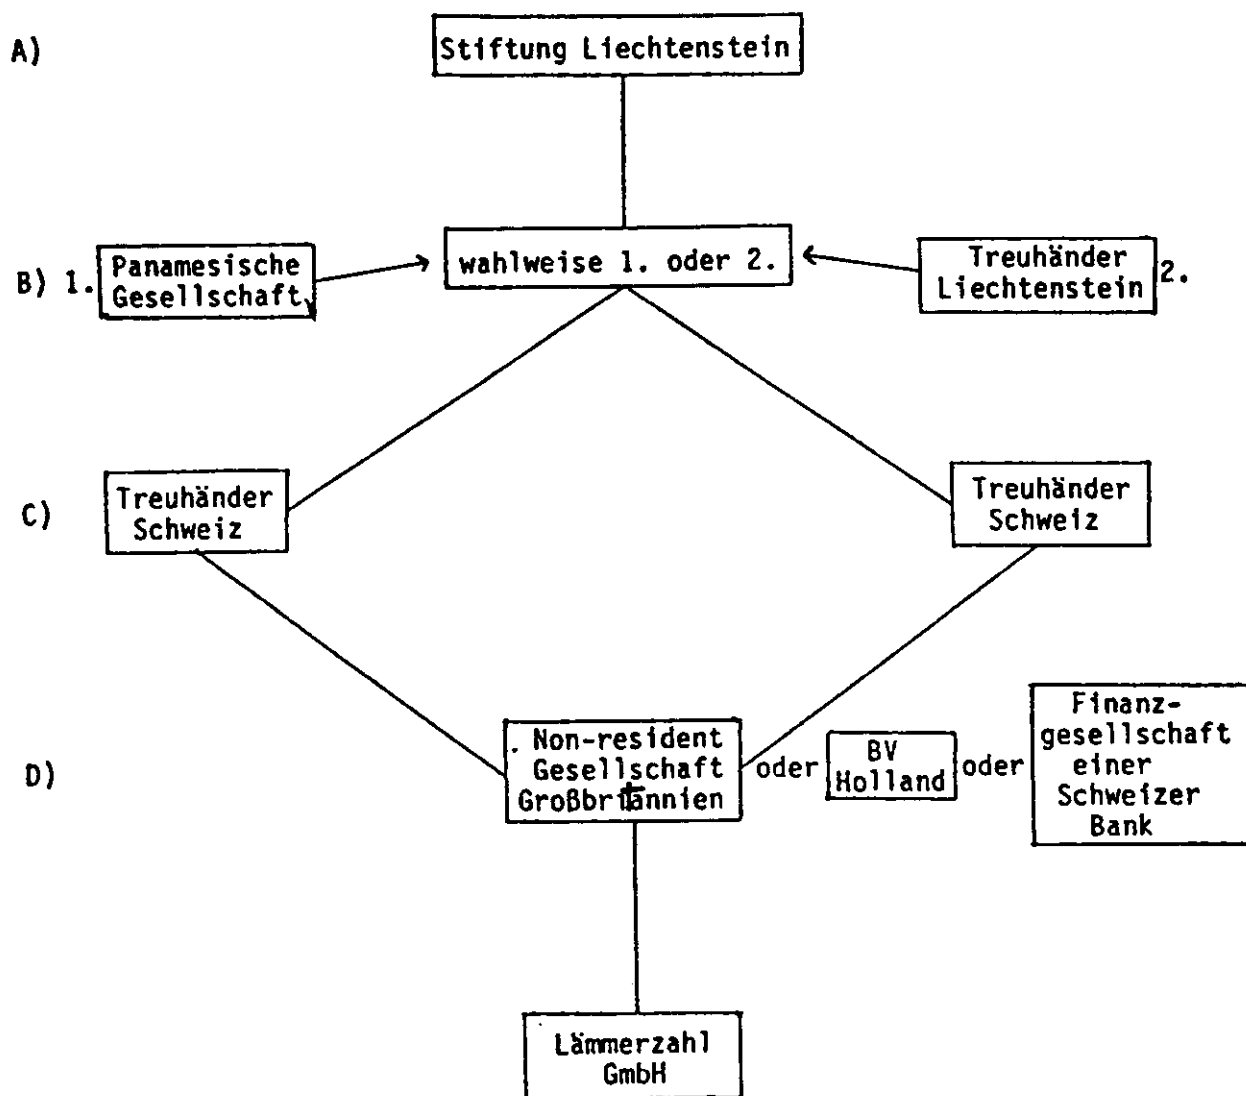 A)
Stiftung Liechtenstein
B) 1.
Panamesische
Gesellschaft
wahlweise 1. oder 2.
Treuhänder
Liechtenstein
2.
C)
Treuhänder
Schweiz
Treuhänder
Schweiz
D)
Non-resident
Gesellschaft
Großbritannien
oder
BV
Holland
oder
Finanz-
gesellschaft
einer
Schweizer
Bank
Lämmerzahl
GmbH